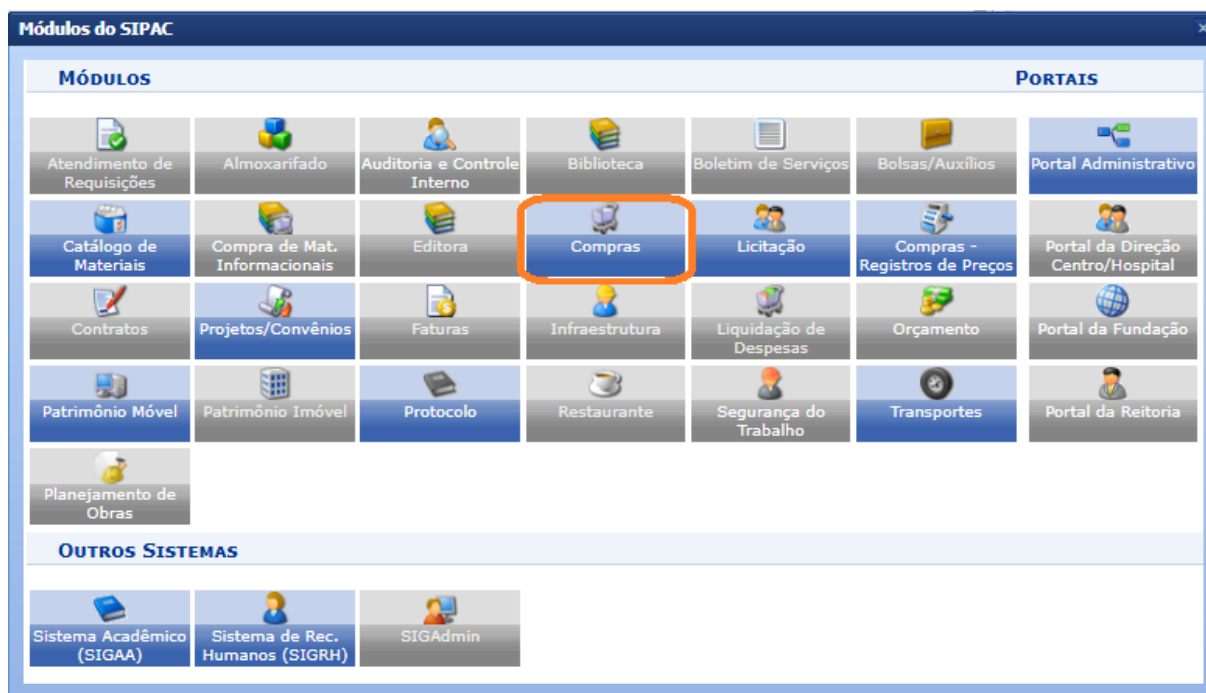 Módulos do SIPAC
MÓDULOS
PORTAIS
Atendimento de
Requisições
Almoxarifado
Auditoria e Controle
Interno
Biblioteca
Boletim de Serviços
Bolsas/Auxílios
Portal Administrativo
Catálogo de
Materiais
Compra de Mat.
Informacionais
Editora
Compras
Licitação
Compras -
Registros de Preços
Portal da Direção
Centro/Hospital
Contratos
Projetos/Convênios
Faturas
Infraestrutura
Liquidação de
Despesas
Orçamento
Portal da Fundação
Patrimônio Móvel
Patrimônio Imóvel
Protocolo
Restaurante
Segurança do
Trabalho
Transportes
Portal da Reitoria
Planejamento de
Obras
OUTROS SISTEMAS
Sistema Acadêmico
(SIGAA)
Sistema de Rec.
Humanos (SIGRH)
SIGAdmin